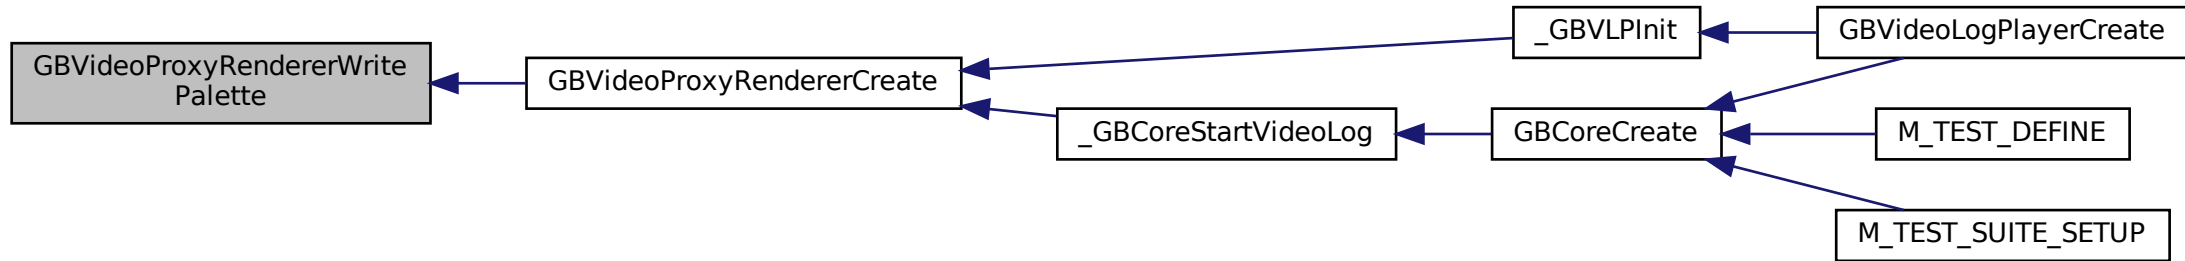 GBVideoProxyRendererWrite
Palette
GBVideoProxyRendererCreate
_GBVLPInit
GBVideoLogPlayerCreate
_GBCoreStartVideoLog
GBCoreCreate
M_TEST_DEFINE
M_TEST_SUITE_SETUP